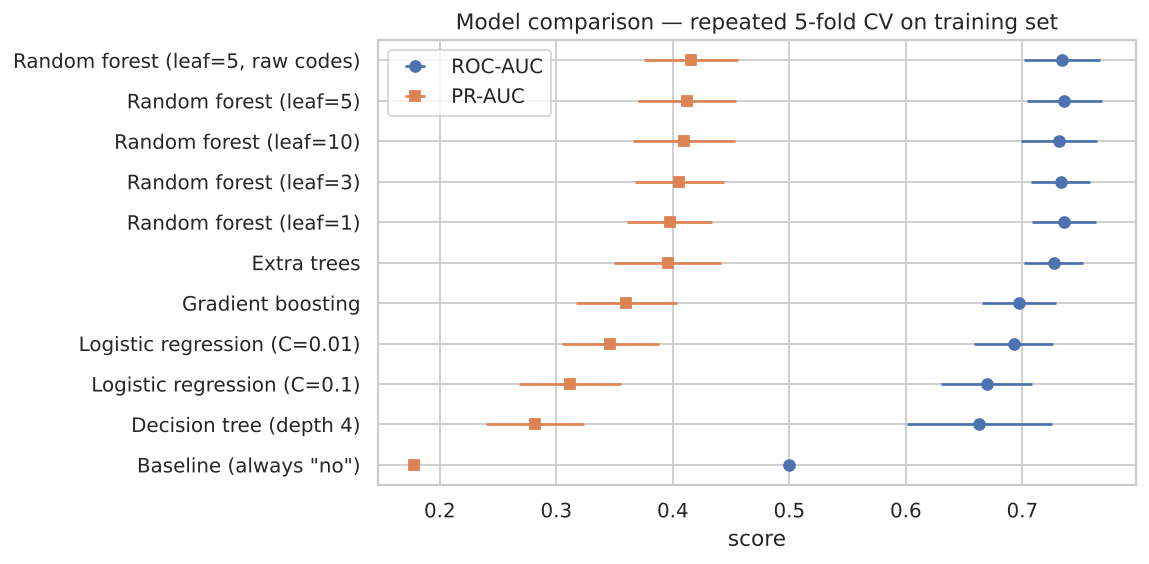 Model comparison — repeated 5-fold CV on training set
Random forest (leaf=5, raw codes)
Random forest (leaf=5)
Random forest (leaf=10)
Random forest (leaf=3)
Random forest (leaf=1)
Extra trees
Gradient boosting
Logistic regression (C=0.01)
Logistic regression (C=0.1)
Decision tree (depth 4)
Baseline (always "no")
ROC-AUC
PR-AUC
0.2 0.3 0.4 0.5 0.6 0.7
score